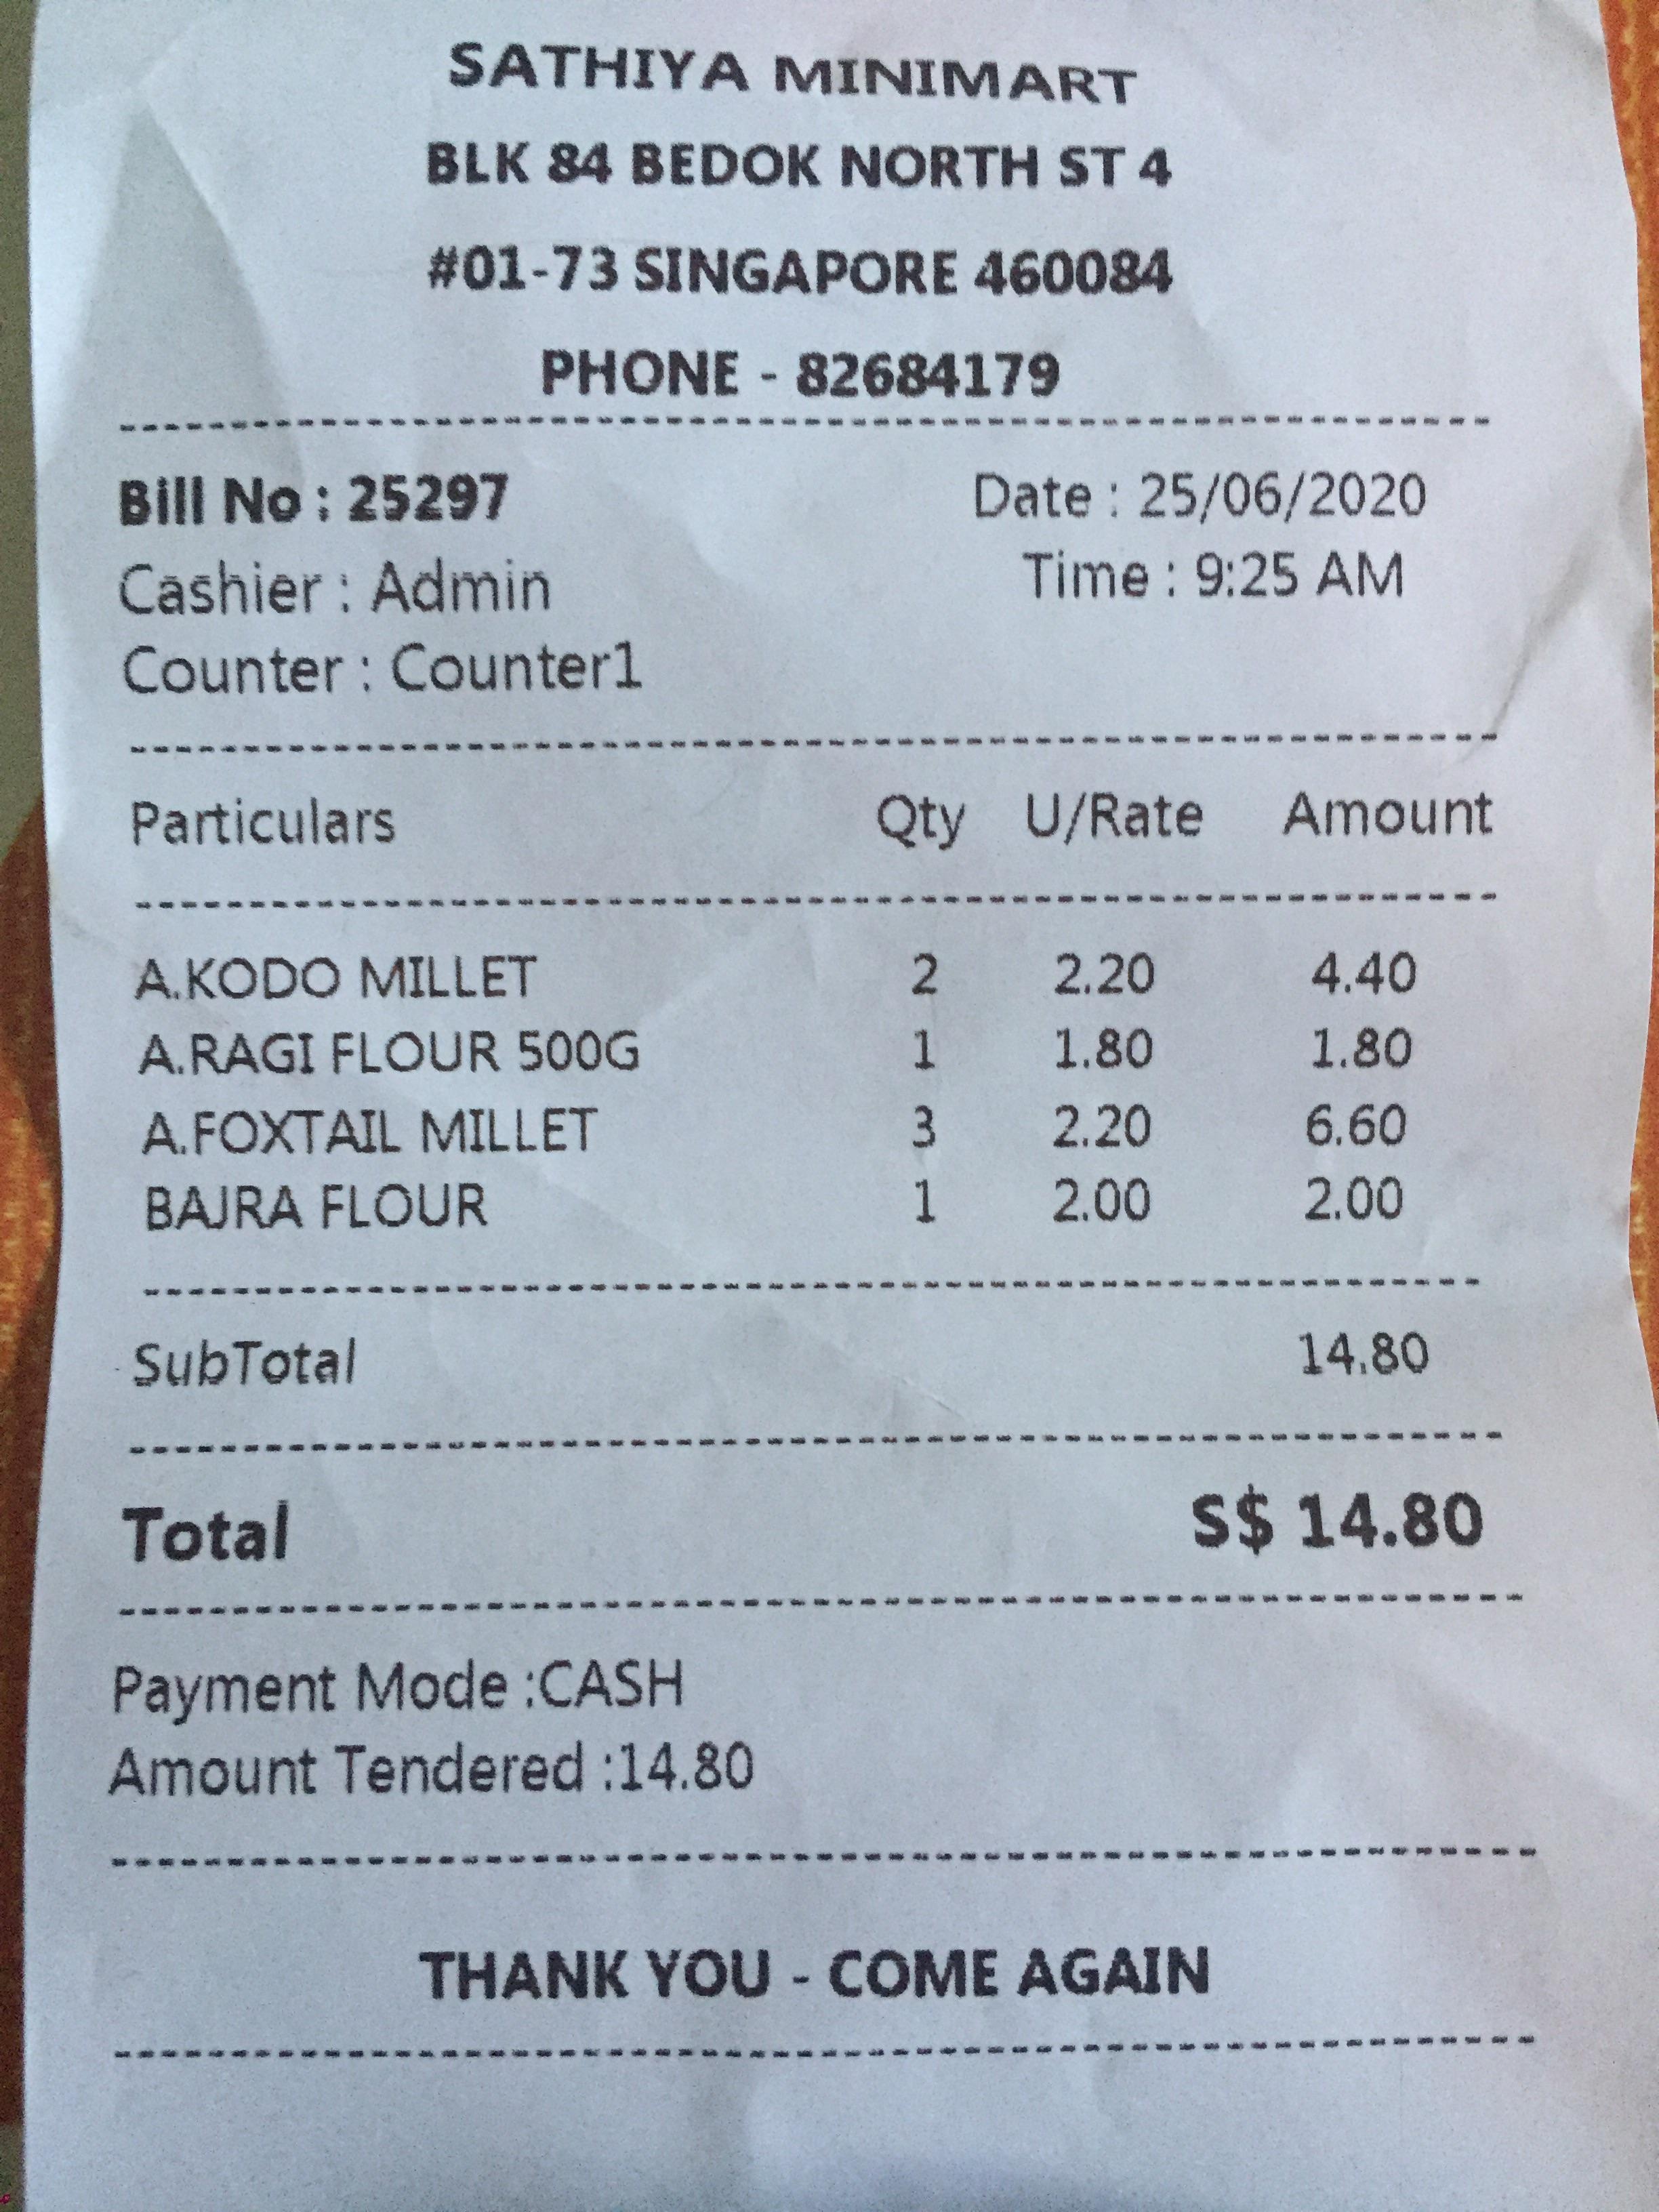 SATHIYA MINIMART
BLK 84 BEDOK NORTH ST 4
#01-73 SINGAPORE 460084
PHONE - 82684179
Bill No : 25297 Date : 25/06/2020
Cashier : Admin Time : 9:25 AM
Counter : Counter1
Particulars Qty U/Rate Amount
A.KODO MILLET 2 2.20 4.40
A.RAGI FLOUR 500G 1 1.80 1.80
A.FOXTAIL MILLET 3 2.20 6.60
BAJRA FLOUR 1 2.00 2.00
SubTotal 14.80
Total S$ 14.80
Payment Mode :CASH
Amount Tendered :14.80
THANK YOU - COME AGAIN